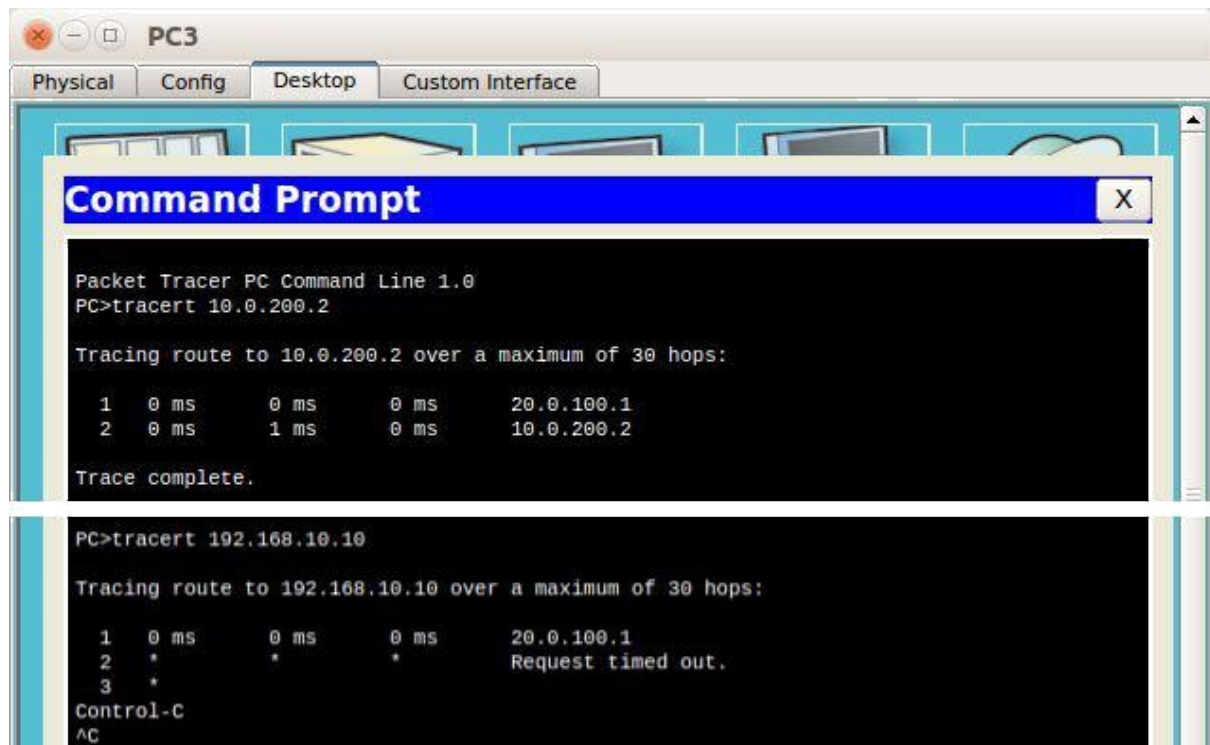 PC3
Physical Config Desktop Custom Interface
Command Prompt X
Packet Tracer PC Command Line 1.0
PC>tracert 10.0.200.2
Tracing route to 10.0.200.2 over a maximum of 30 hops:
1 0 ms 0 ms 0 ms 20.0.100.1
2 0 ms 1 ms 0 ms 10.0.200.2
Trace complete.
PC>tracert 192.168.10.10
Tracing route to 192.168.10.10 over a maximum of 30 hops:
1 0 ms 0 ms 0 ms 20.0.100.1
2 * * * Request timed out.
3 *
Control-C
^C